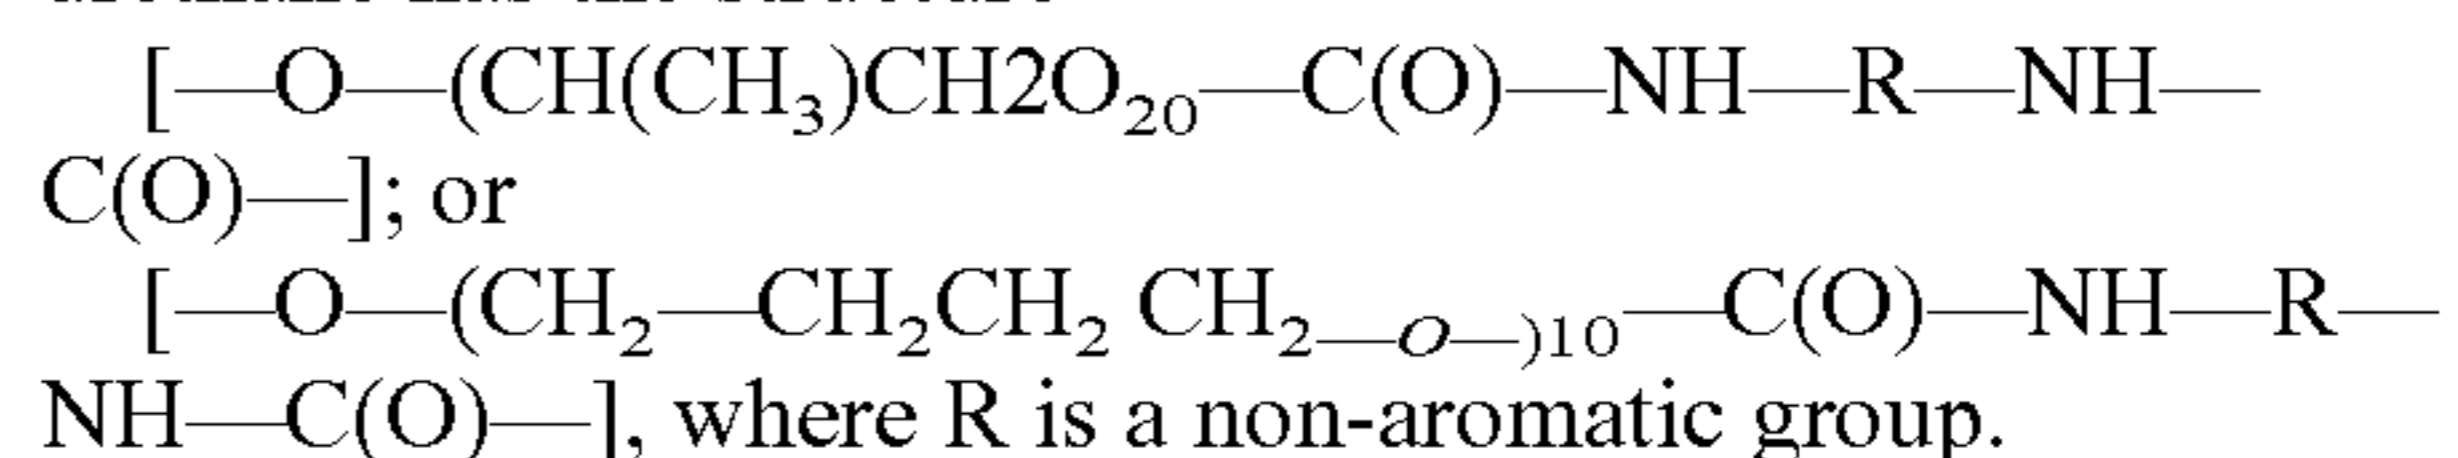 [—O—(CH(CH₃)CH2O₂₀—C(O)—NH—R—NH—
C(O)—]; or
[—O—(CH₂—CH₂CH₂ CH₂—O—)10—C(O)—NH—R—
NH—C(O)—], where R is a non-aromatic group.